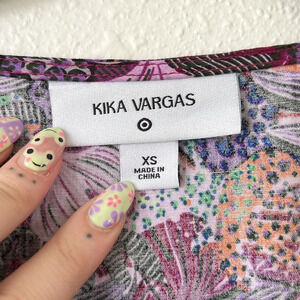 KIKA VARGAS
XS
MADE IN
CHINA